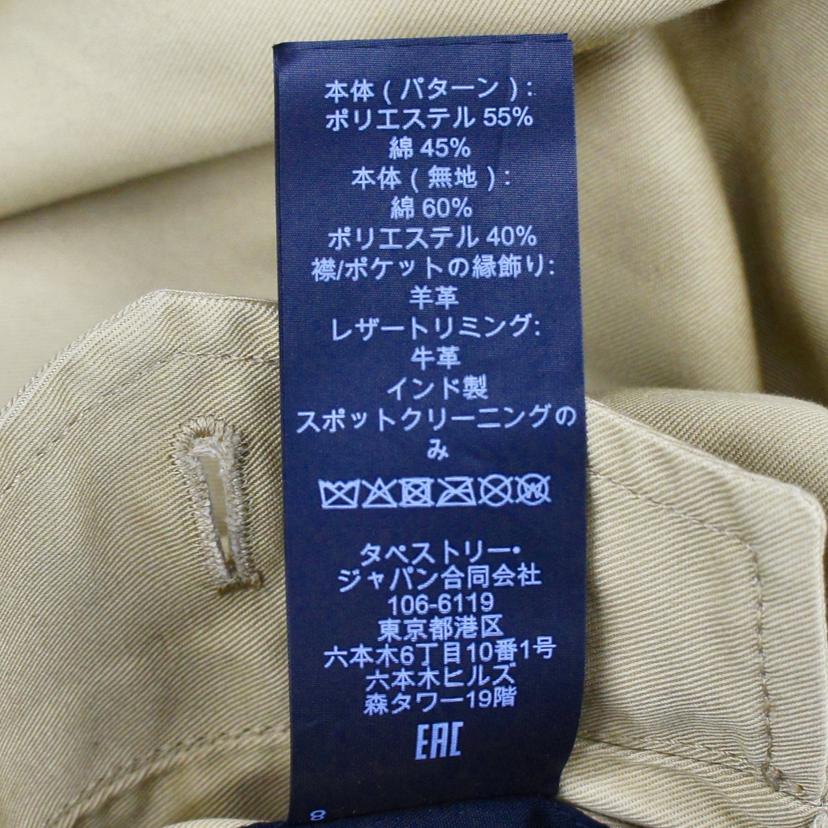 本体 ( パターン ) :
ポリエステル 55%
綿 45%
本体 ( 無地 ) :
綿 60%
ポリエステル 40%
襟/ポケットの縁飾り:
羊革
レザートリミング:
牛革
インド製
スポットクリーニングの
み
タペストリー・
ジャパン合同会社
106-6119
東京都港区
六本木6丁目10番1号
六本木ヒルズ
森タワー19階
EAC
8